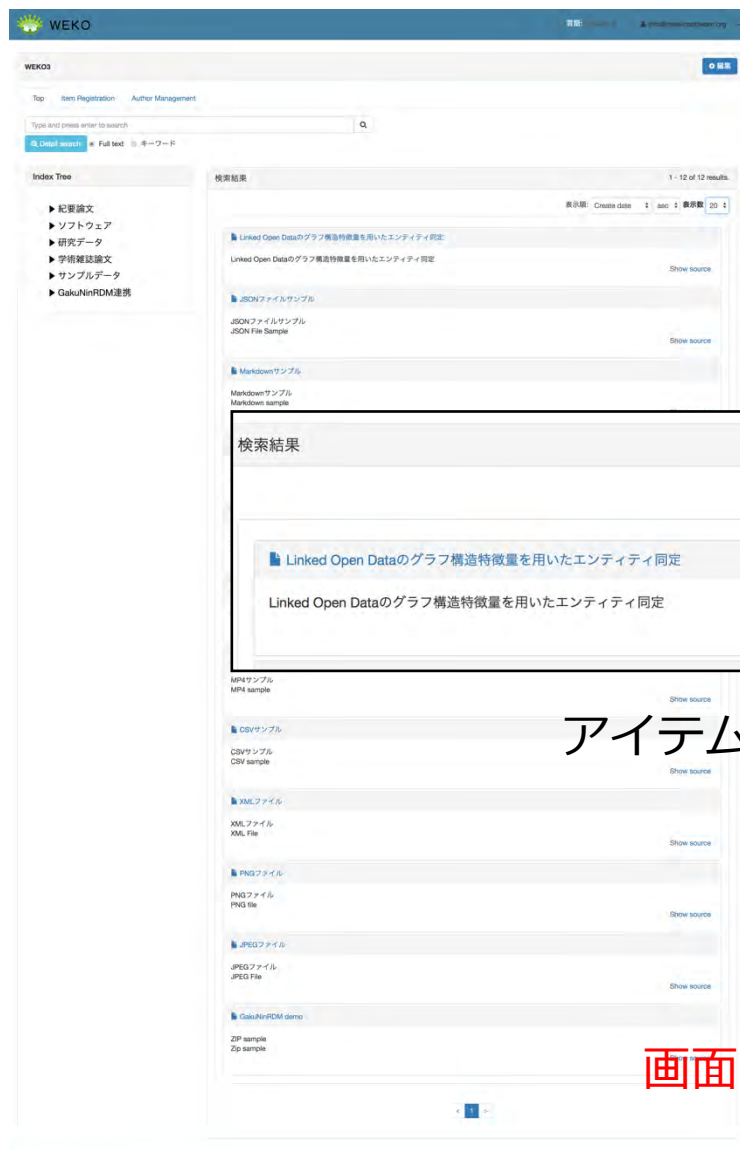 WEKO
言語:
WEKO3
編集
Top Item Registration Author Management
Type and press enter to search
Detail search Full text キーワード
Index Tree
検索結果
1 - 12 of 12 results.
紀要論文
ソフトウェア
研究データ
学術雑誌論文
サンプルデータ
GakuNinRDM連携
表示順: Create date asc 表示数 20
Linked Open Dataのグラフ構造特徴量を用いたエンティティ同定
Linked Open Dataのグラフ構造特徴量を用いたエンティティ同定
Show source
JSONファイルサンプル
JSONファイルサンプル
JSON File Sample
Show source
Markdownサンプル
Markdownサンプル
Markdown sample
検索結果
Linked Open Dataのグラフ構造特徴量を用いたエンティティ同定
Linked Open Dataのグラフ構造特徴量を用いたエンティティ同定
MP4サンプル
MP4 sample
Show source
アイテム
CSVサンプル
CSVサンプル
CSV sample
Show source
XMLファイル
XMLファイル
XML File
Show source
PNGファイル
PNGファイル
PNG file
Show source
JPEGファイル
JPEGファイル
JPEG File
Show source
GakuNinRDM demo
ZIP sample
Zip sample
画面
< 1 >